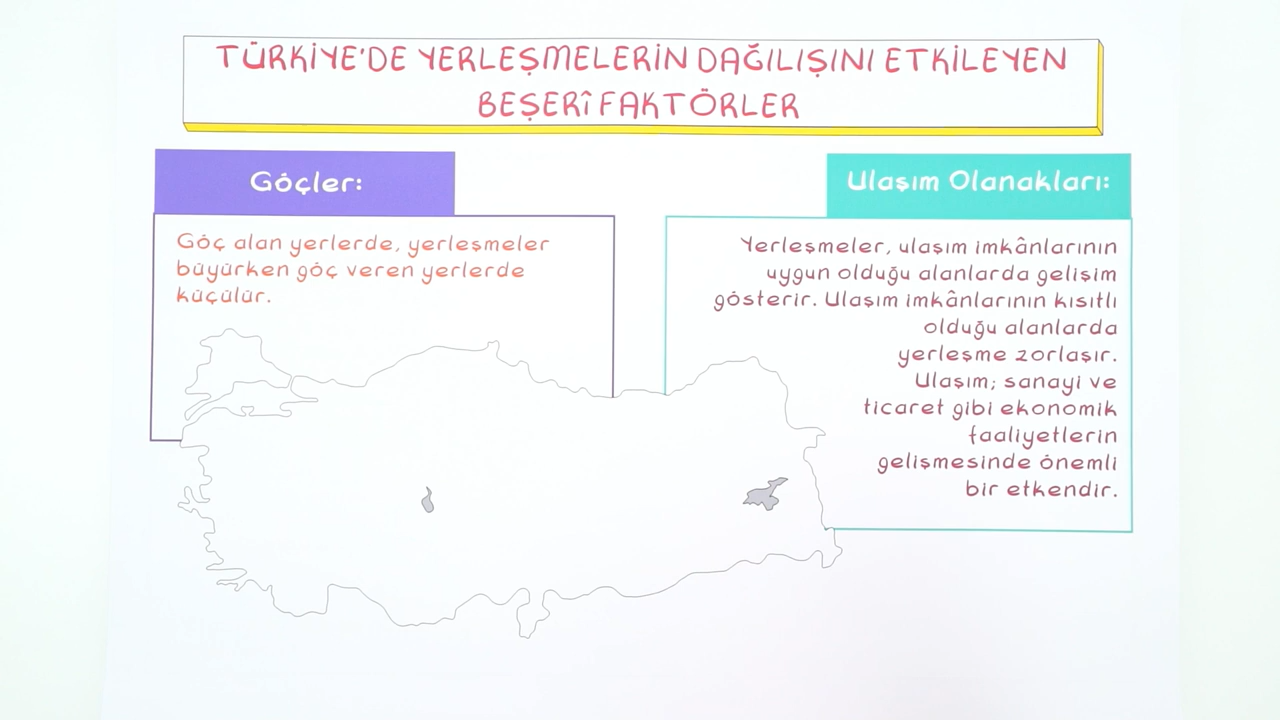 TÜRKİYE'DE YERLEŞMELERİN DAĞILIŞINI ETKİLEYEN
BEŞERÎ FAKTÖRLER
Göçler:
Göç alan yerlerde, yerleşmeler
büyürken göç veren yerlerde
küçülür.
Ulaşım Olanakları:
Yerleşmeler, ulaşım imkânlarının
uygun olduğu alanlarda gelişim
gösterir. Ulaşım imkânlarının kısıtlı
olduğu alanlarda
yerleşme zorlaşır.
Ulaşım; sanayi ve
ticaret gibi ekonomik
faaliyetlerin
gelişmesinde önemli
bir etkendir.